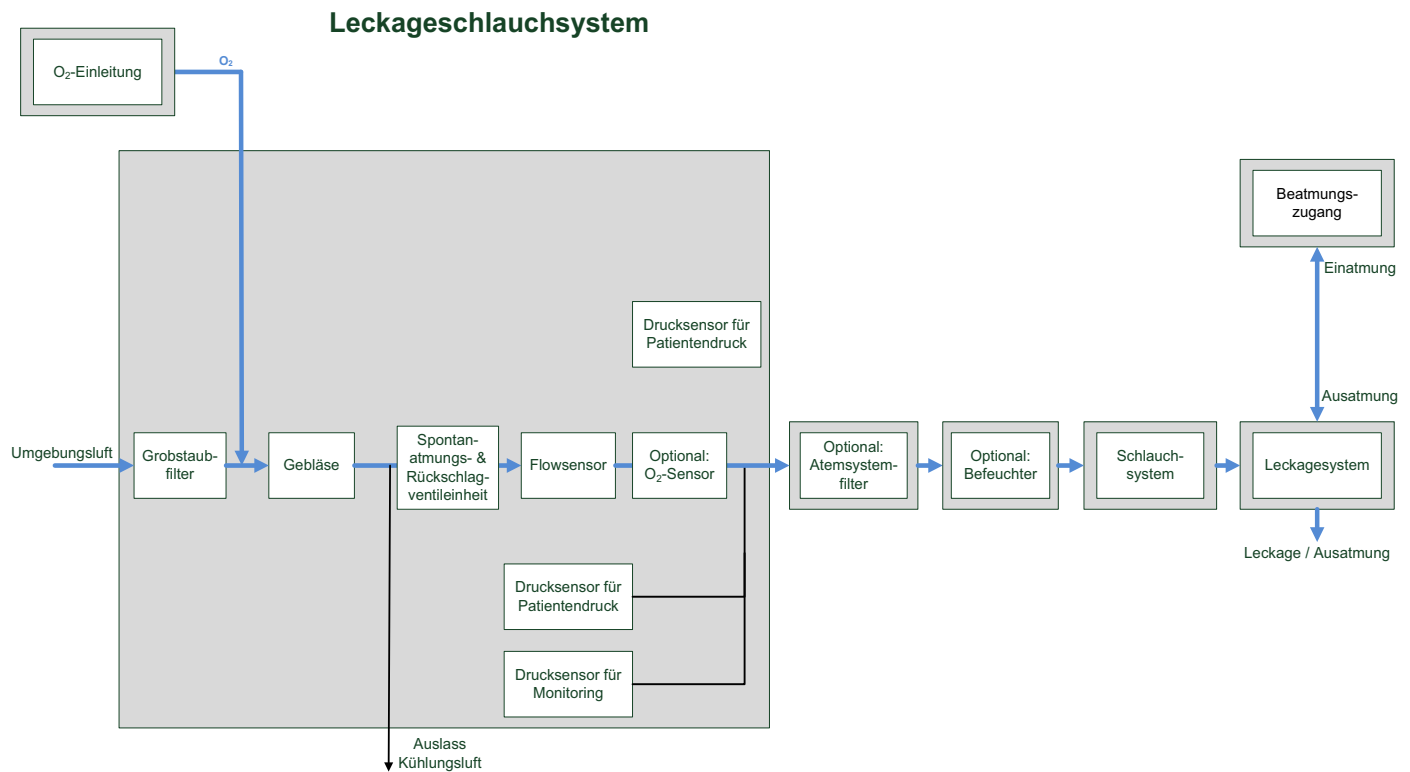 Leckageschlauchsystem
O₂-Einleitung
O₂
Beatmungs-
zugang
Einatmung
Drucksensor für
Patientendruck
Ausatmung
Umgebungsluft
Grobstaub-
filter
Gebläse
Spontan-
atmungs- &
Rückschlag-
ventileinheit
Flowsensor
Optional:
O₂-Sensor
Optional:
Atemsystem-
filter
Optional:
Befeuchter
Schlauch-
system
Leckagesystem
Leckage / Ausatmung
Drucksensor für
Patientendruck
Drucksensor für
Monitoring
Auslass
Kühlungsluft